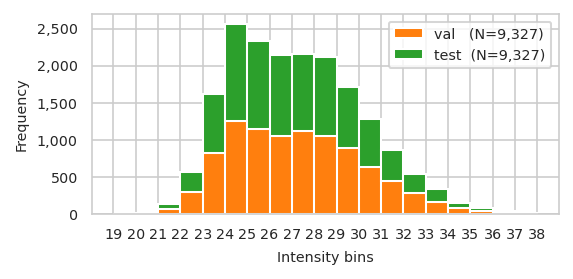 2,500
2,000
1,500
1,000
500
0
Frequency
val (N=9,327)
test (N=9,327)
19 20 21 22 23 24 25 26 27 28 29 30 31 32 33 34 35 36 37 38
Intensity bins